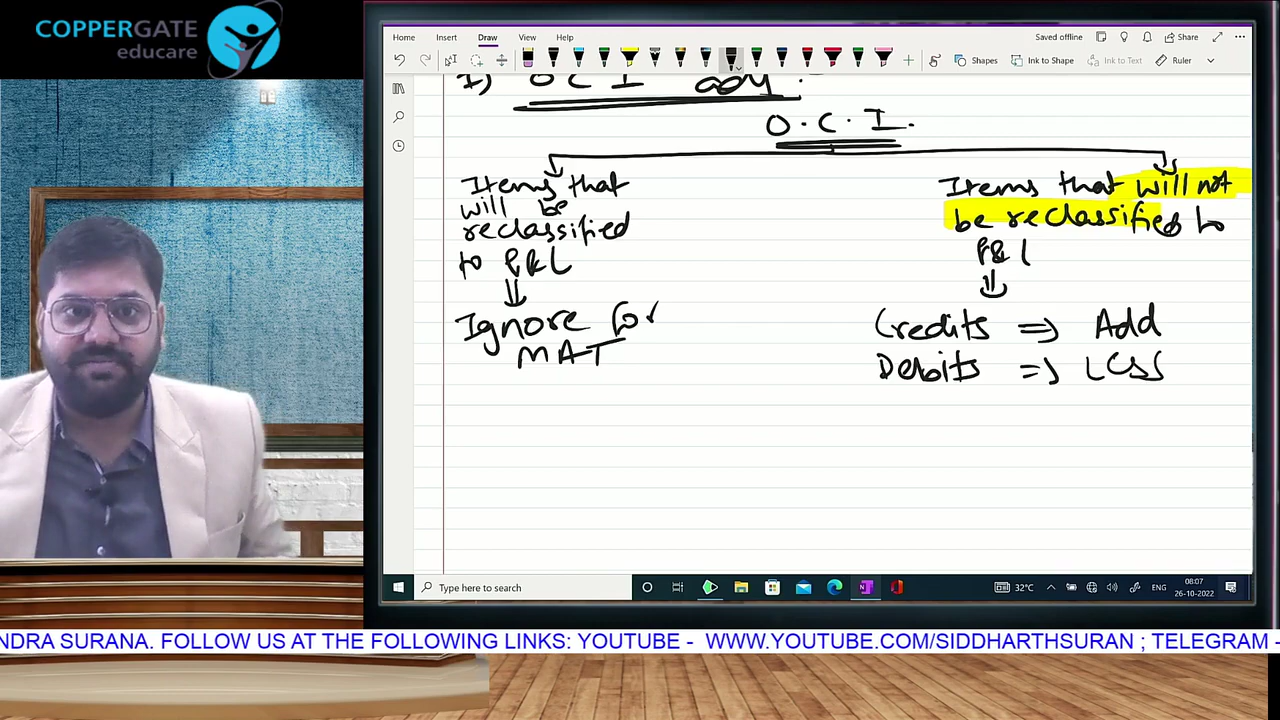 COPPERGATE
educare
Home Insert Draw View Help
Saved offline
Share
Shapes
Ink to Shape
Ink to Text
Ruler
1) O C I adj :-
O.C.I.
Items that
will be
reclassified
to P&L
Ignore for
MAT
Items that will not
be reclassified to
P&L
Credits => Add
Debits => LESS
Type here to search
32°C
ENG
08:07
26-10-2022
NDRA SURANA. FOLLOW US AT THE FOLLOWING LINKS: YOUTUBE - WWW.YOUTUBE.COM/SIDDHARTHSURAN ; TELEGRAM -